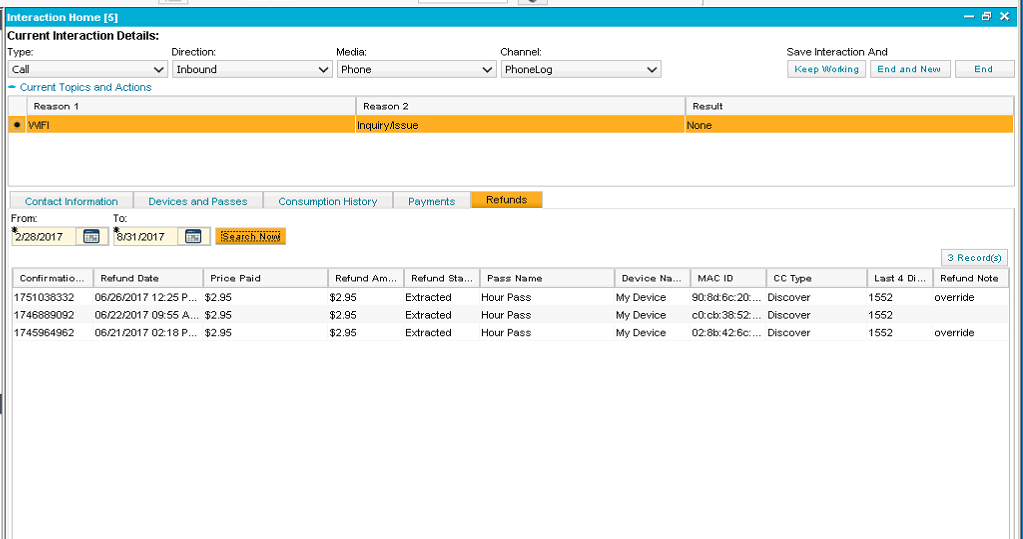 Interaction Home [5]
Current Interaction Details:
Type: Direction: Media: Channel: Save Interaction And
Call Inbound Phone PhoneLog Keep Working End and New End
Current Topics and Actions
Reason 1 Reason 2 Result
WIFI Inquiry/Issue None
Contact Information Devices and Passes Consumption History Payments Refunds
From: To:
2/28/2017 8/31/2017 Search Now
3 Record(s)
Confirmatio... Refund Date Price Paid Refund Am... Refund Sta... Pass Name Device Na... MAC ID CC Type Last 4 Di... Refund Note
1751038332 06/26/2017 12:25 P... $2.95 $2.95 Extracted Hour Pass My Device 90:8d:6c:20:... Discover 1552 override
1746889092 06/22/2017 09:55 A... $2.95 $2.95 Extracted Hour Pass My Device c0:cb:38:52:... Discover 1552
1745964962 06/21/2017 02:18 P... $2.95 $2.95 Extracted Hour Pass My Device 02:8b:42:6c:... Discover 1552 override